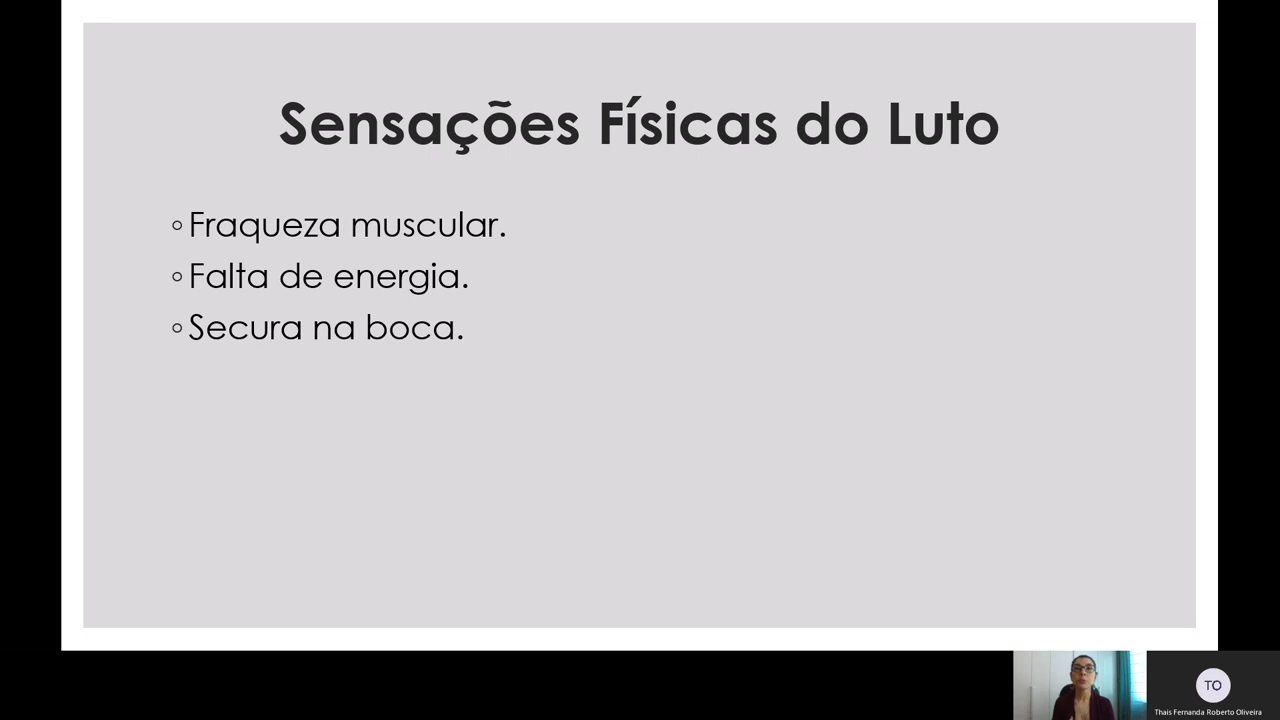 Sensações Físicas do Luto
◦Fraqueza muscular.
◦Falta de energia.
◦Secura na boca.
TO
Thais Fernanda Roberto Oliveira